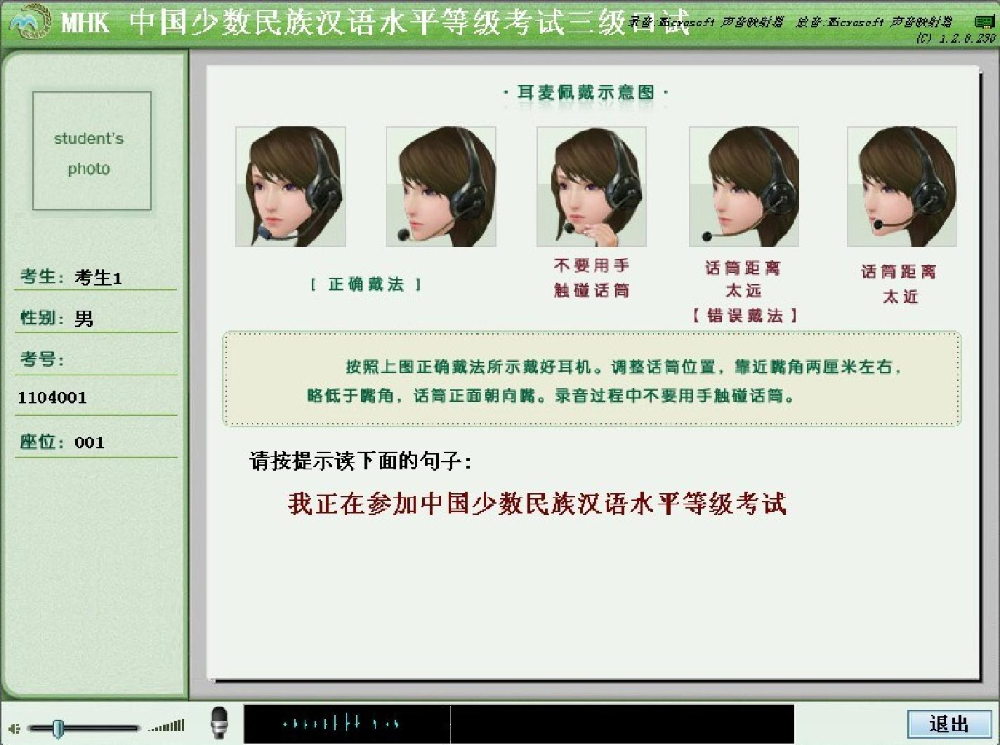 MHK 中国少数民族汉语水平等级考试三级口试
录音:Microsoft 声音映射器 放音:Microsoft 声音映射器
(C) 1.2.0.230
student's
photo
考生：考生1
性别：男
考号：
1104001
座位：001
·耳麦佩戴示意图·
[ 正确戴法 ]
不要用手
触碰话筒
话筒距离
太远
【错误戴法】
话筒距离
太近
按照上图正确戴法所示戴好耳机。调整话筒位置，靠近嘴角两厘米左右，
略低于嘴角，话筒正面朝向嘴。录音过程中不要用手触碰话筒。
请按提示读下面的句子：
我正在参加中国少数民族汉语水平等级考试
退出